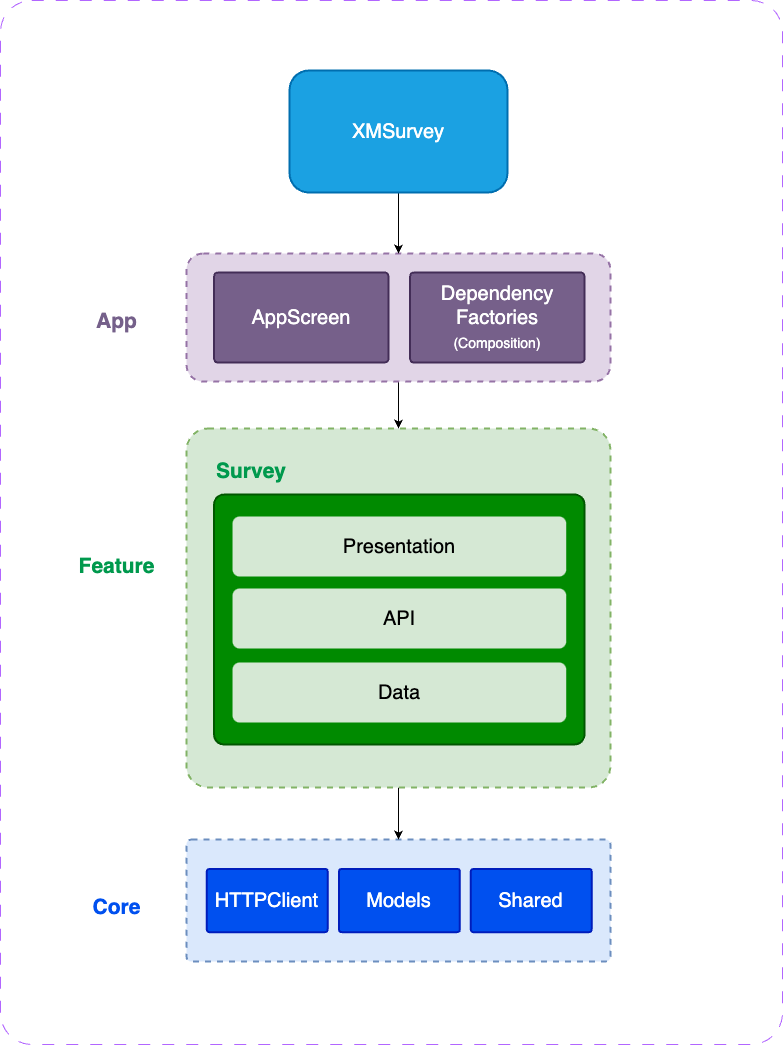 XMSurvey
App
AppScreen
Dependency
Factories
(Composition)
Survey
Feature
Presentation
API
Data
Core
HTTPClient
Models
Shared